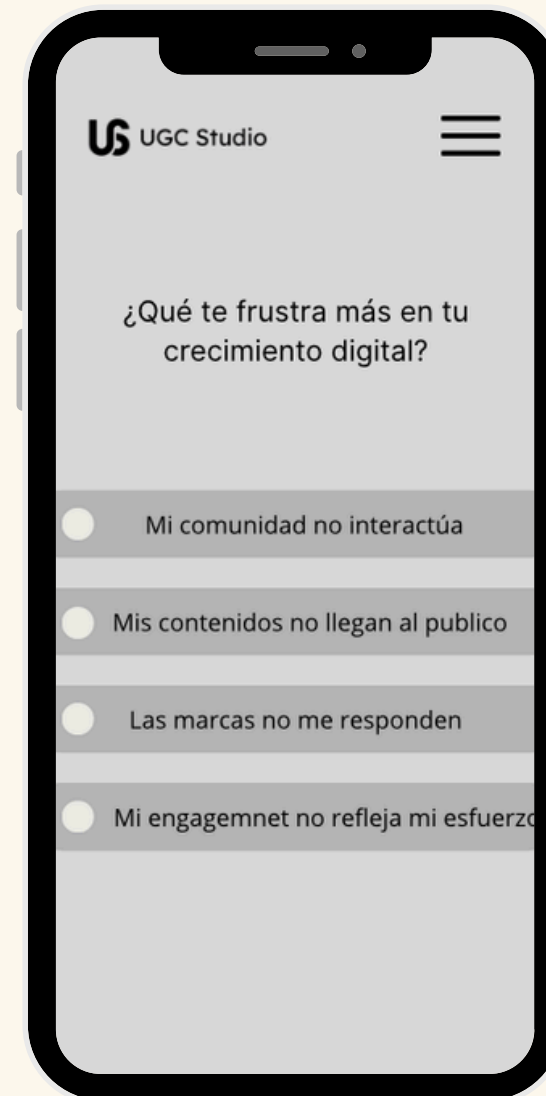 UGC Studio
¿Qué te frustra más en tu
crecimiento digital?
Mi comunidad no interactúa
Mis contenidos no llegan al publico
Las marcas no me responden
Mi engagemnet no refleja mi esfuerzo